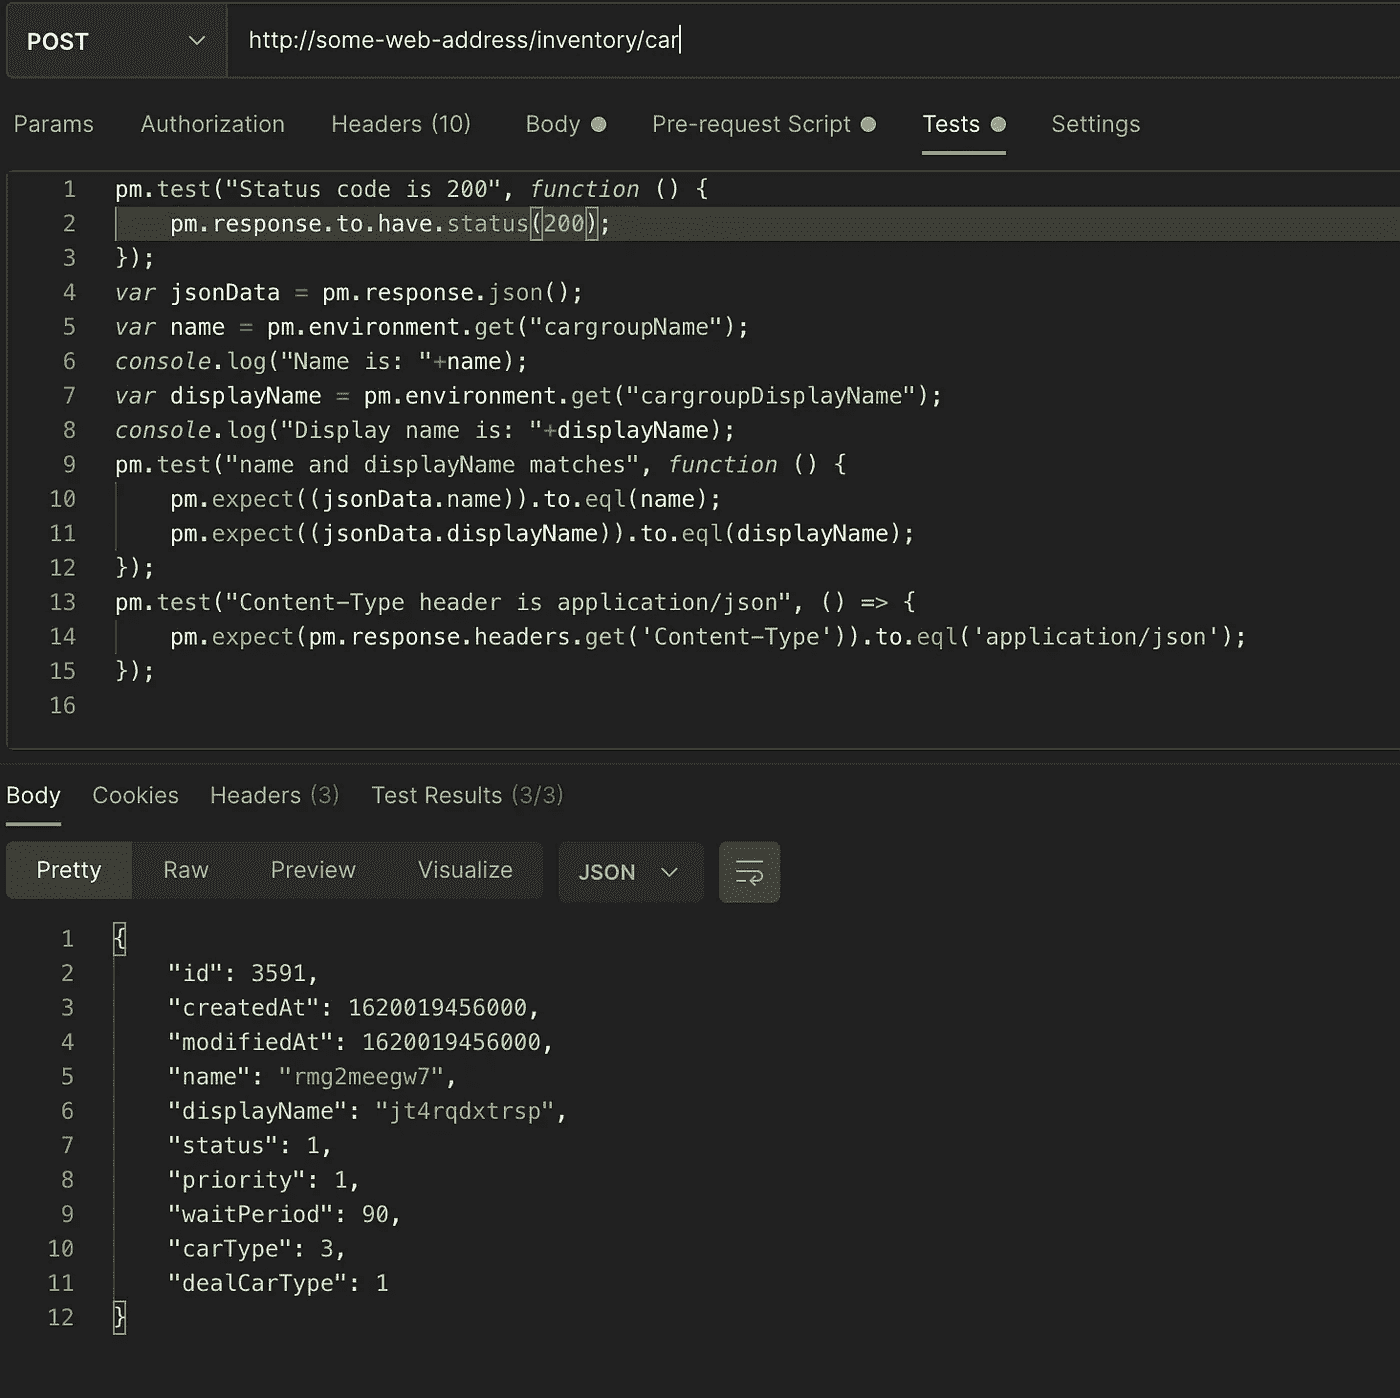 POST http://some-web-address/inventory/car
Params Authorization Headers (10) Body Pre-request Script Tests Settings
1 pm.test("Status code is 200", function () {
2 pm.response.to.have.status(200);
3 });
4 var jsonData = pm.response.json();
5 var name = pm.environment.get("cargroupName");
6 console.log("Name is: "+name);
7 var displayName = pm.environment.get("cargroupDisplayName");
8 console.log("Display name is: "+displayName);
9 pm.test("name and displayName matches", function () {
10 pm.expect((jsonData.name)).to.eql(name);
11 pm.expect((jsonData.displayName)).to.eql(displayName);
12 });
13 pm.test("Content-Type header is application/json", () => {
14 pm.expect(pm.response.headers.get('Content-Type')).to.eql('application/json');
15 });
16
Body Cookies Headers (3) Test Results (3/3)
Pretty Raw Preview Visualize JSON
1 {
2 "id": 3591,
3 "createdAt": 1620019456000,
4 "modifiedAt": 1620019456000,
5 "name": "rmg2meegw7",
6 "displayName": "jt4rqdxtrsp",
7 "status": 1,
8 "priority": 1,
9 "waitPeriod": 90,
10 "carType": 3,
11 "dealCarType": 1
12 }